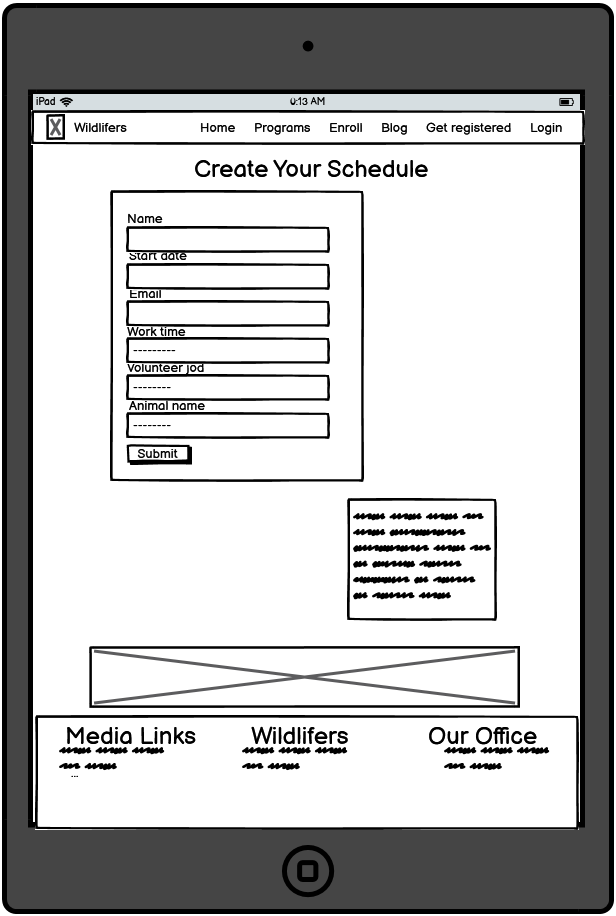 iPad 0:13 AM
Wildlifers Home Programs Enroll Blog Get registered Login
Create Your Schedule
Name
Start date
Email
Work time
---------
Volunteer jod
--------
Animal name
--------
Submit
Media Links Wildlifers Our Office
...